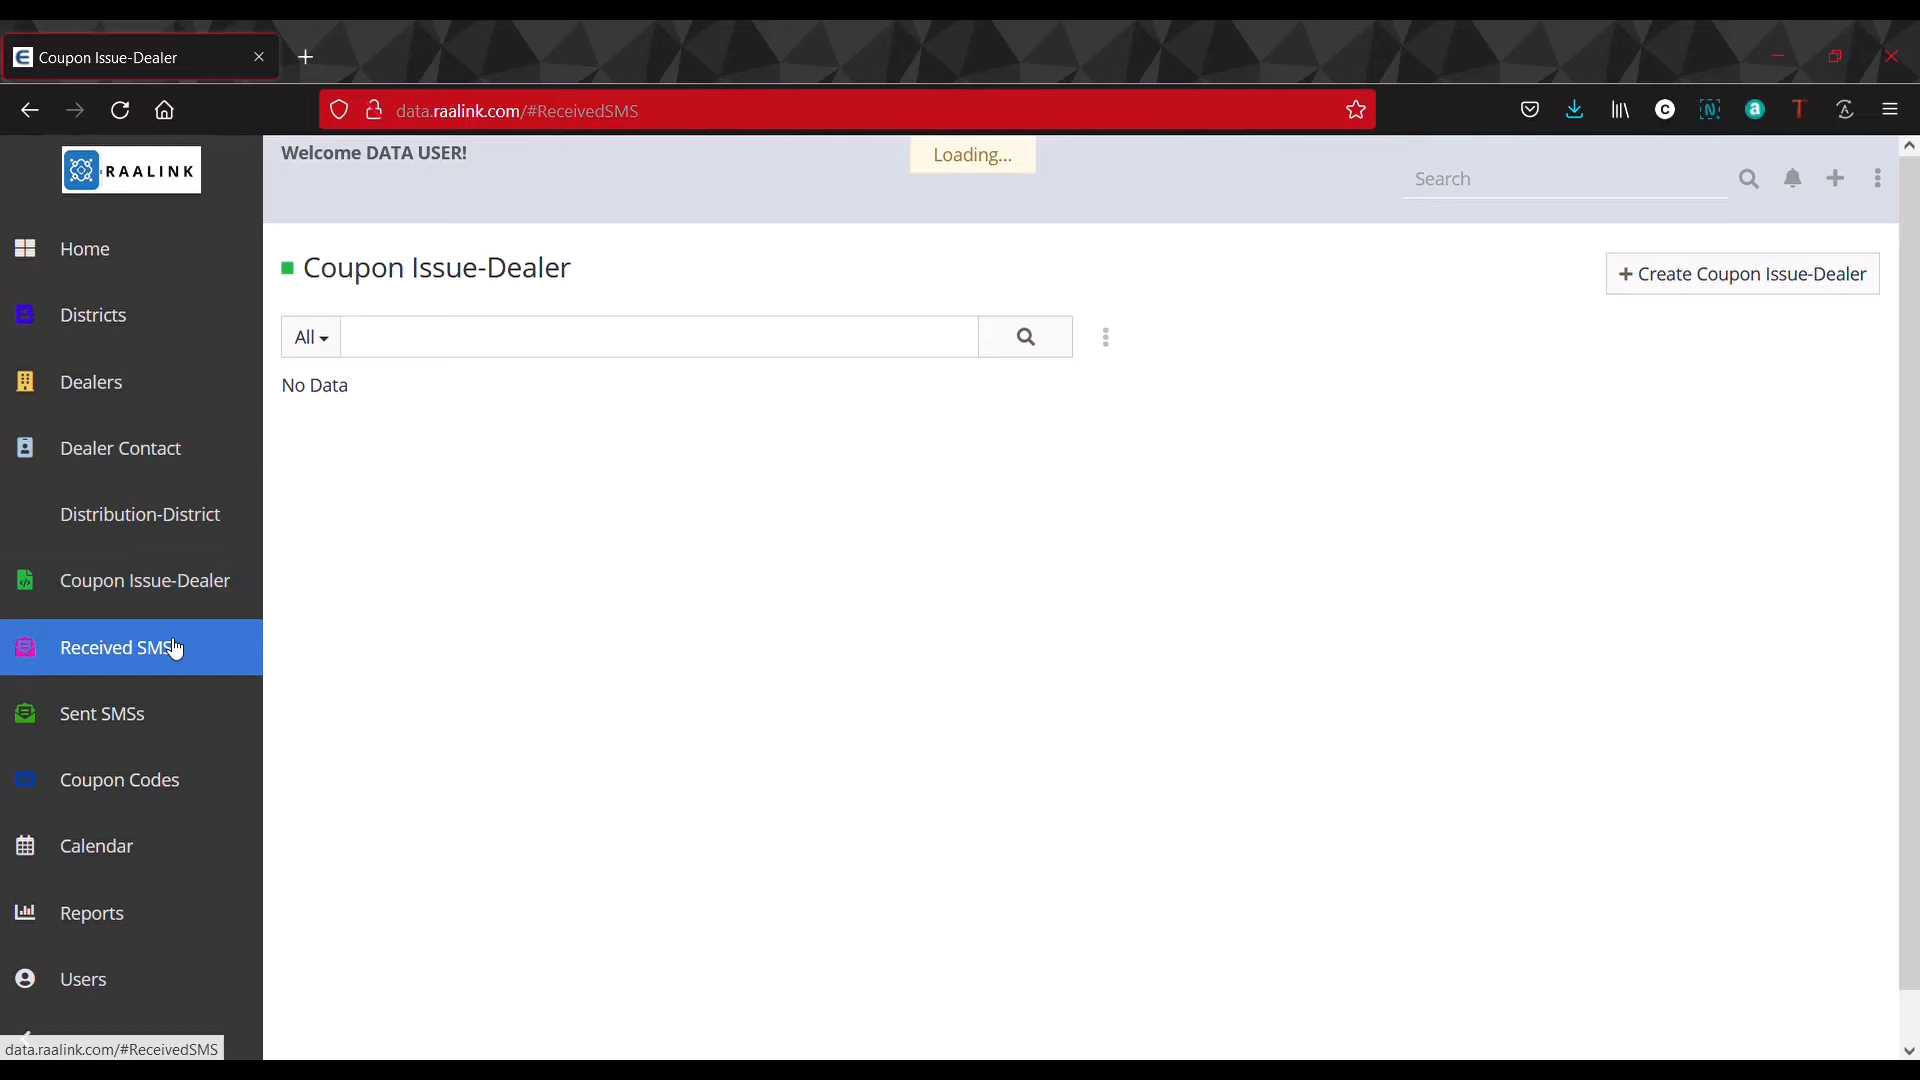 Coupon Issue-Dealer
data.raalink.com/#ReceivedSMS
RAALINK
Welcome DATA USER!
Loading...
Search
Home
Districts
Dealers
Dealer Contact
Distribution-District
Coupon Issue-Dealer
Received SMS
Sent SMSs
Coupon Codes
Calendar
Reports
Users
Coupon Issue-Dealer
+ Create Coupon Issue-Dealer
All
No Data
data.raalink.com/#ReceivedSMS